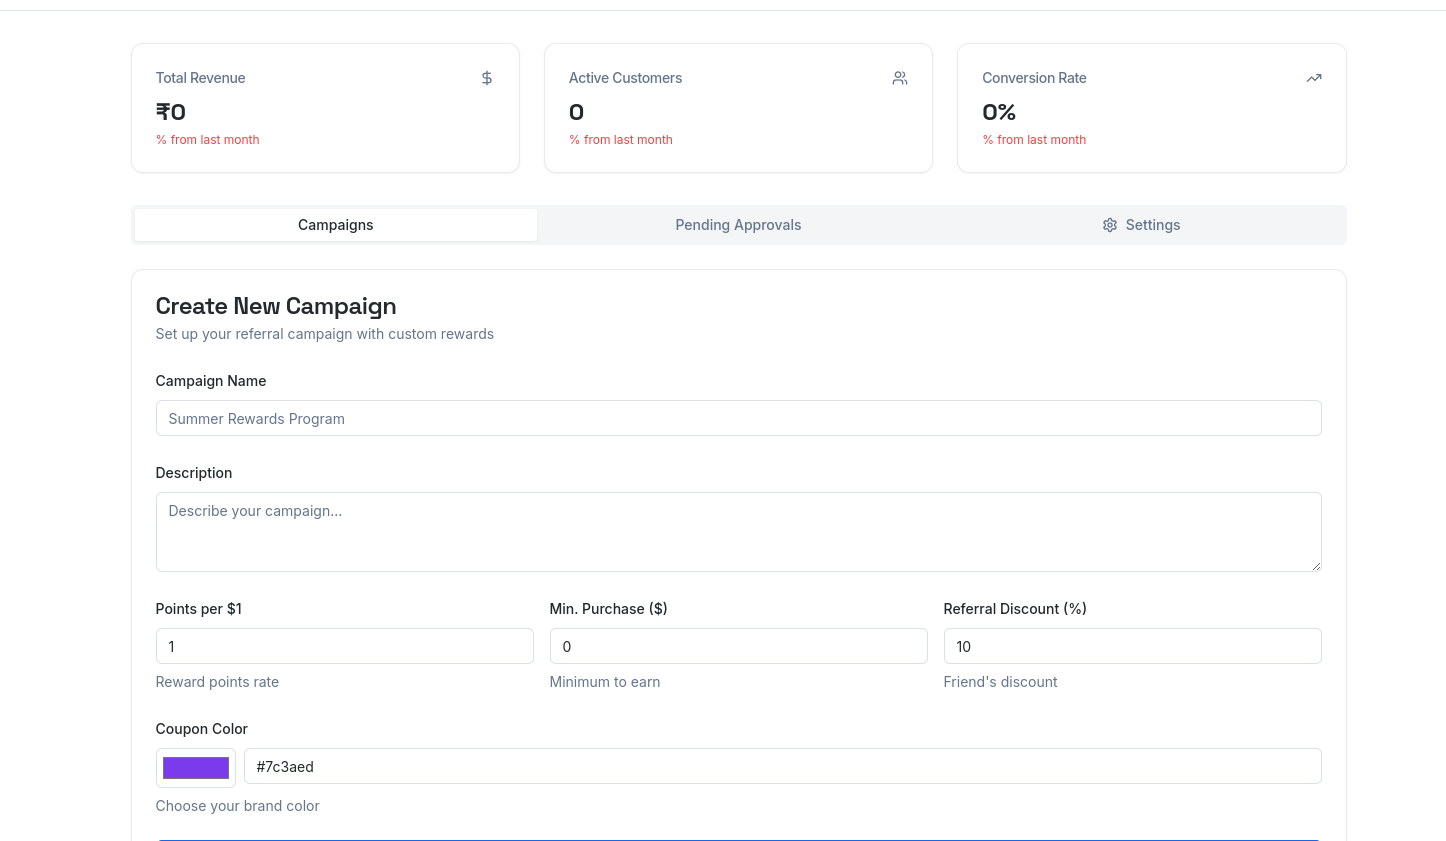 Total Revenue
₹0
% from last month
Active Customers
0
% from last month
Conversion Rate
0%
% from last month
Campaigns
Pending Approvals
Settings
Create New Campaign
Set up your referral campaign with custom rewards
Campaign Name
Summer Rewards Program
Description
Describe your campaign...
Points per $1
1
Reward points rate
Min. Purchase ($)
0
Minimum to earn
Referral Discount (%)
10
Friend's discount
Coupon Color
#7c3aed
Choose your brand color